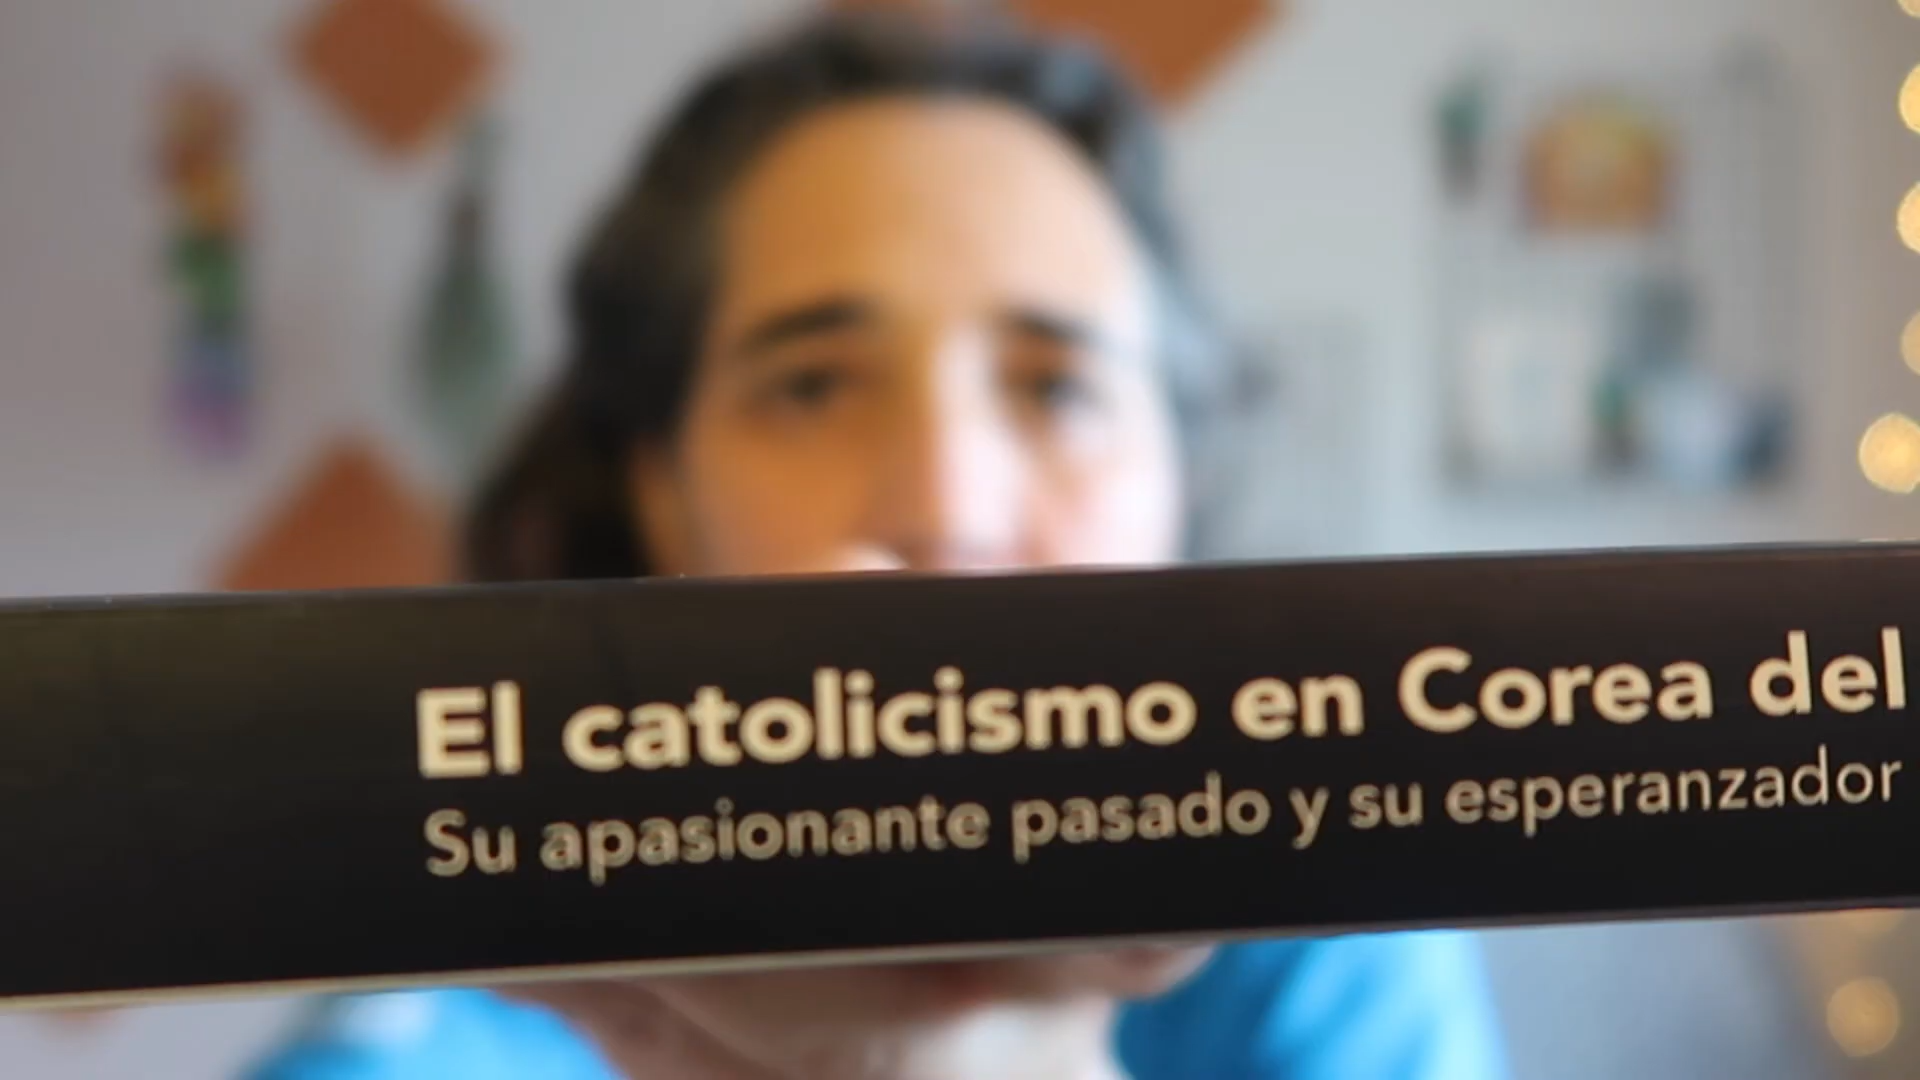 El catolicismo en Corea del
Su apasionante pasado y su esperanzador